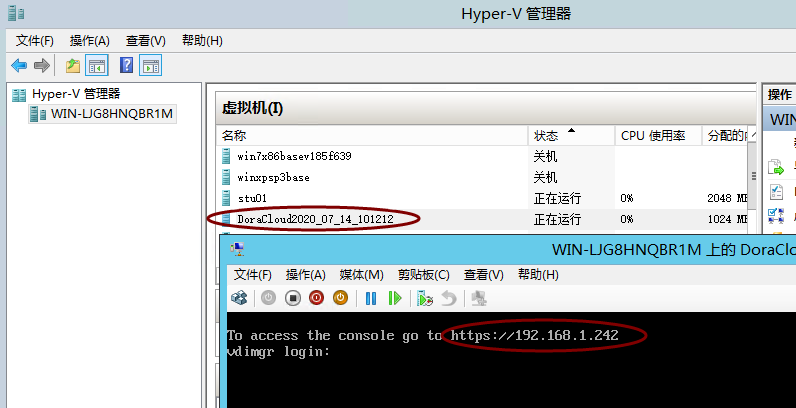 Hyper-V 管理器
文件(F) 操作(A) 查看(V) 帮助(H)
Hyper-V 管理器
WIN-LJG8HNQBR1M
虚拟机(I)
名称 状态 CPU 使用率 分配的内
win7x86basev185f639 关机
winxpsp3base 关机
stu01 正在运行 0% 2048 MB
DoraCloud2020_07_14_101212 正在运行 0% 1024 MB
操作
WIN
WIN-LJG8HNQBR1M 上的 DoraClo
文件(F) 操作(A) 媒体(M) 剪贴板(C) 查看(V) 帮助(H)
To access the console go to https://192.168.1.242
vdimgr login: